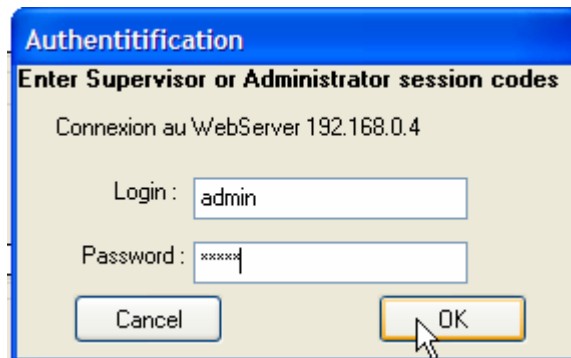 Authentitification
Enter Supervisor or Administrator session codes
Connexion au WebServer 192.168.0.4
Login : admin
Password : xxxxx
Cancel OK